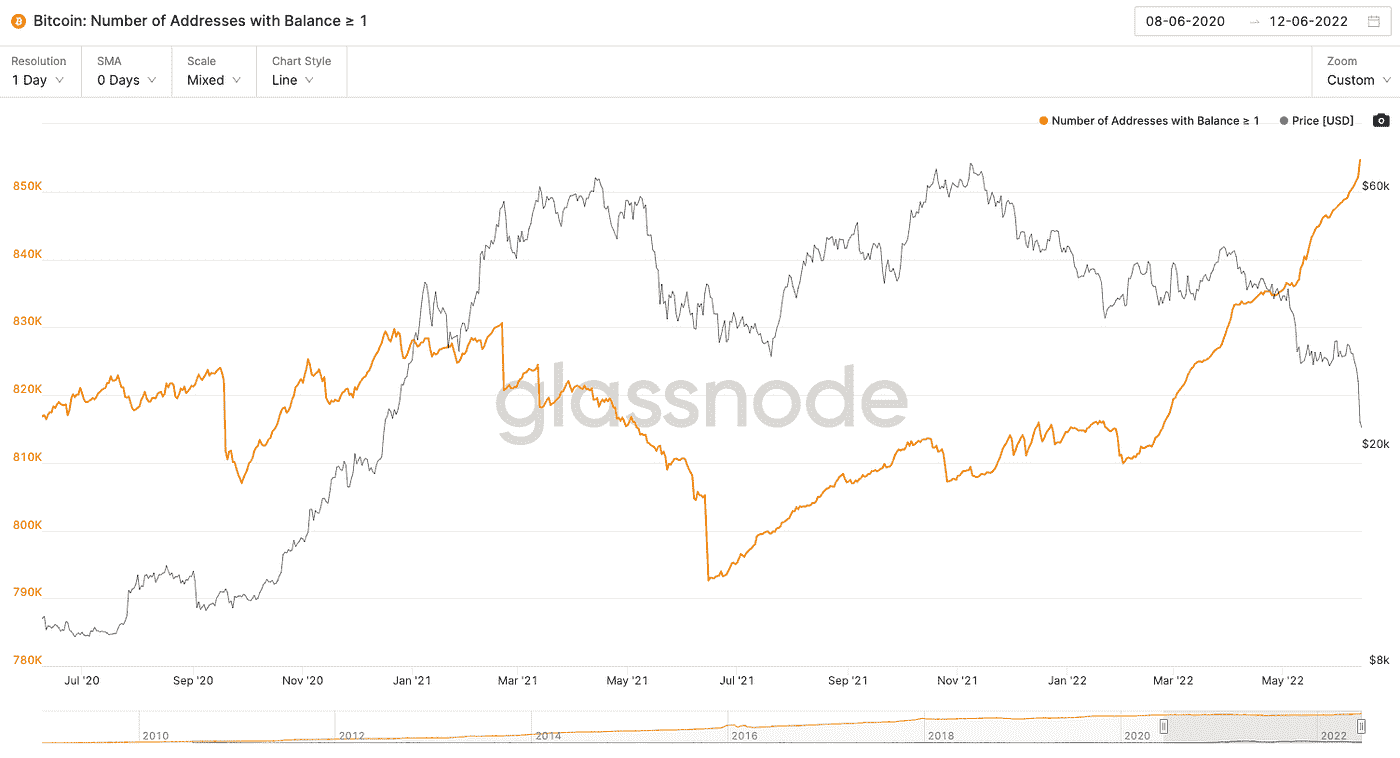 Bitcoin: Number of Addresses with Balance ≥ 1
08-06-2020 → 12-06-2022
Resolution SMA Scale Chart Style Zoom
1 Day 0 Days Mixed Line Custom
Number of Addresses with Balance ≥ 1 Price [USD]
850K $60k
840K
830K
820K
glassnode
810K $20k
800K
790K
780K $8k
Jul '20 Sep '20 Nov '20 Jan '21 Mar '21 May '21 Jul '21 Sep '21 Nov '21 Jan '22 Mar '22 May '22
2010 2012 2014 2016 2018 2020 2022